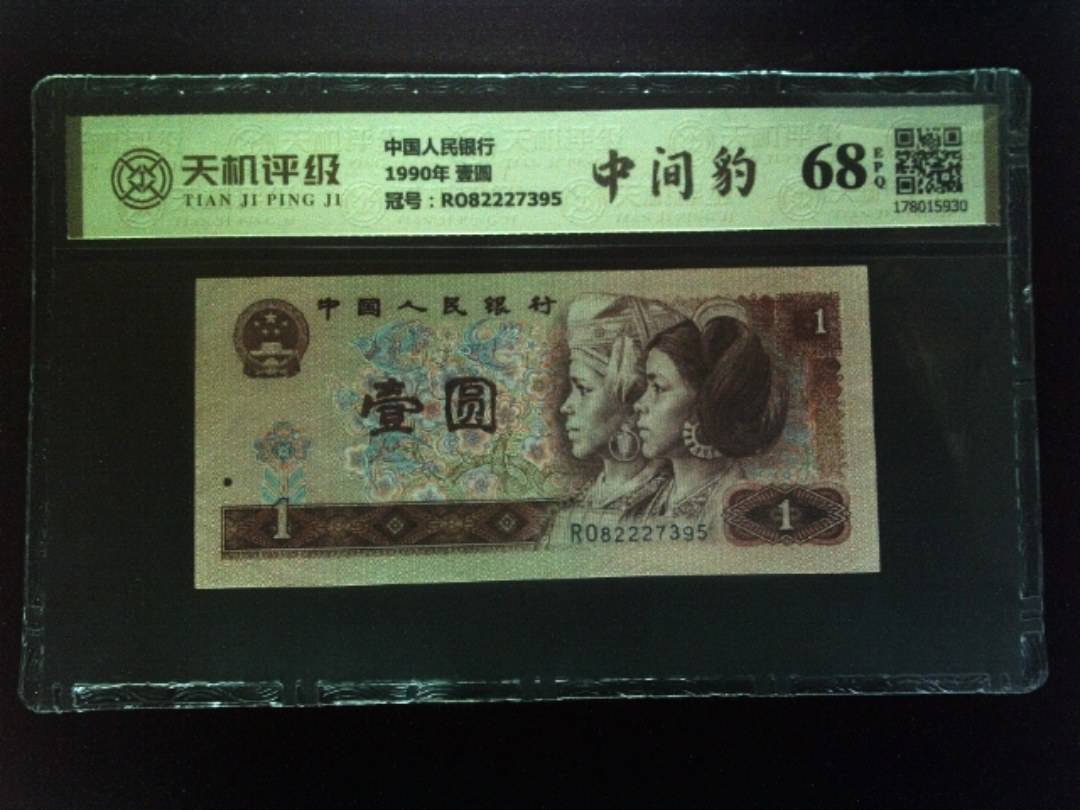 天机评级
TIAN JI PING JI
中国人民银行
1990年 壹圆
冠号：RO82227395
中间豹
68
EPQ
178015930
中国人民银行
1
壹圆
1
RO82227395
1